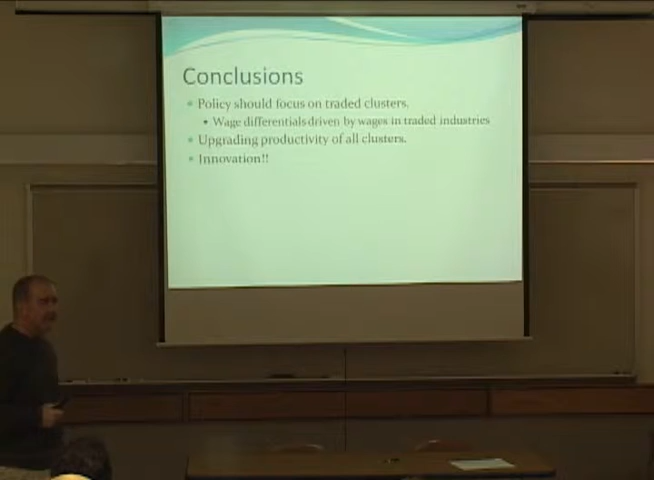 Conclusions
Policy should focus on traded clusters.
Wage differentials driven by wages in traded industries
Upgrading productivity of all clusters.
Innovation!!